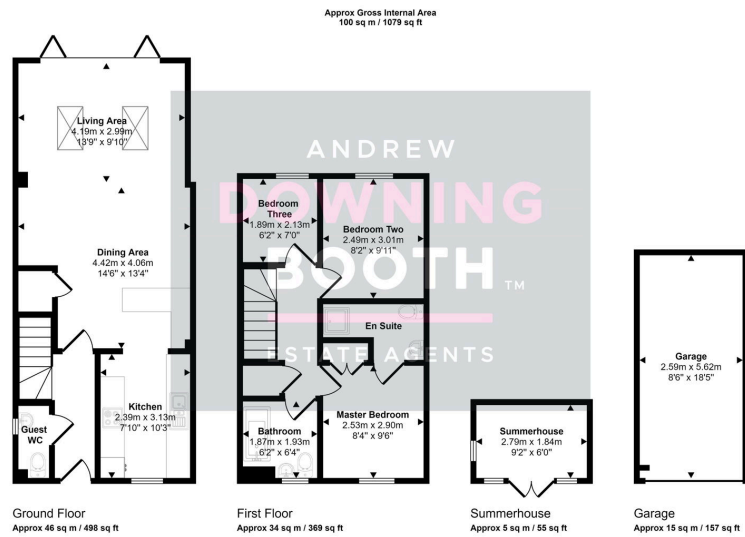 Approx Gross Internal Area
100 sq m / 1079 sq ft
Living Area
4.19m x 2.99m
13'9" x 9'10"
Dining Area
4.42m x 4.06m
14'6" x 13'4"
Kitchen
2.39m x 3.13m
7'10" x 10'3"
Guest
WC
Ground Floor
Approx 46 sq m / 498 sq ft
ANDREW
DOWNING
BOOTH TM
ESTATE AGENTS
Bedroom
Three
1.89m x 2.13m
6'2" x 7'0"
Bedroom Two
2.49m x 3.01m
8'2" x 9'11"
En Suite
Bathroom
1.87m x 1.93m
6'2" x 6'4"
Master Bedroom
2.53m x 2.90m
8'4" x 9'6"
First Floor
Approx 34 sq m / 369 sq ft
Summerhouse
2.79m x 1.84m
9'2" x 6'0"
Summerhouse
Approx 5 sq m / 55 sq ft
Garage
2.59m x 5.62m
8'6" x 18'5"
Garage
Approx 15 sq m / 157 sq ft